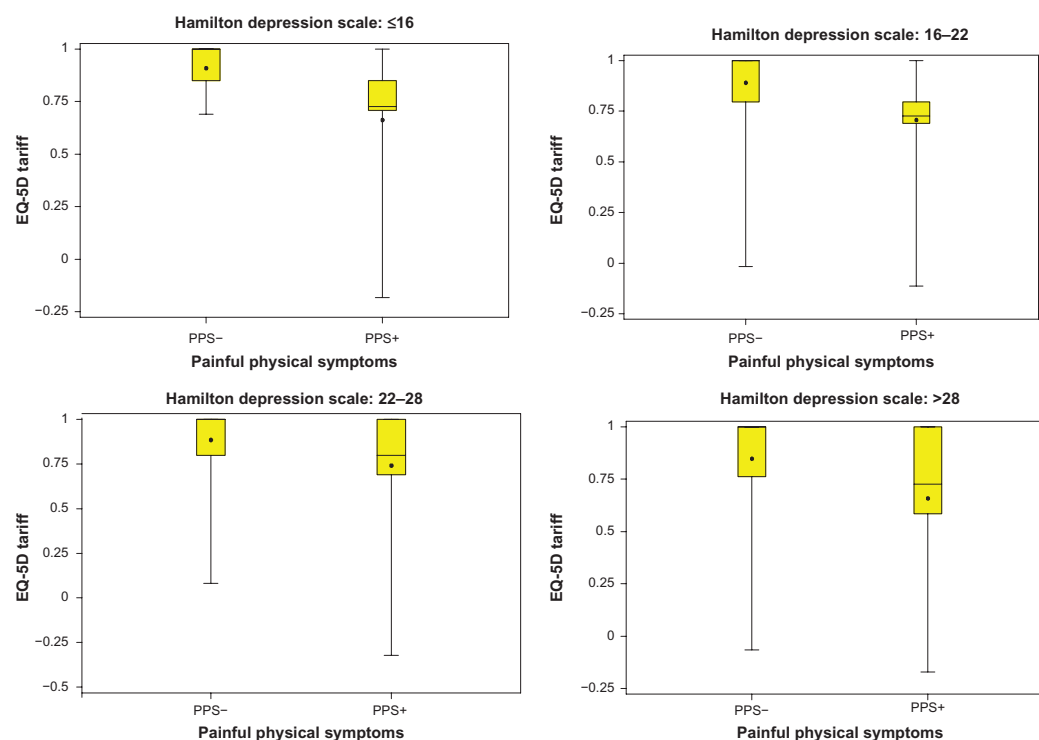 Hamilton depression scale: ≤16
1
0.75
0.5
0.25
0
−0.25
EQ-5D tariff
PPS−
PPS+
Painful physical symptoms
Hamilton depression scale: 16–22
1
0.75
0.5
0.25
0
−0.25
EQ-5D tariff
PPS−
PPS+
Painful physical symptoms
Hamilton depression scale: 22–28
1
0.75
0.5
0.25
0
−0.25
−0.5
EQ-5D tariff
PPS−
PPS+
Painful physical symptoms
Hamilton depression scale: >28
1
0.75
0.5
0.25
0
−0.25
EQ-5D tariff
PPS−
PPS+
Painful physical symptoms